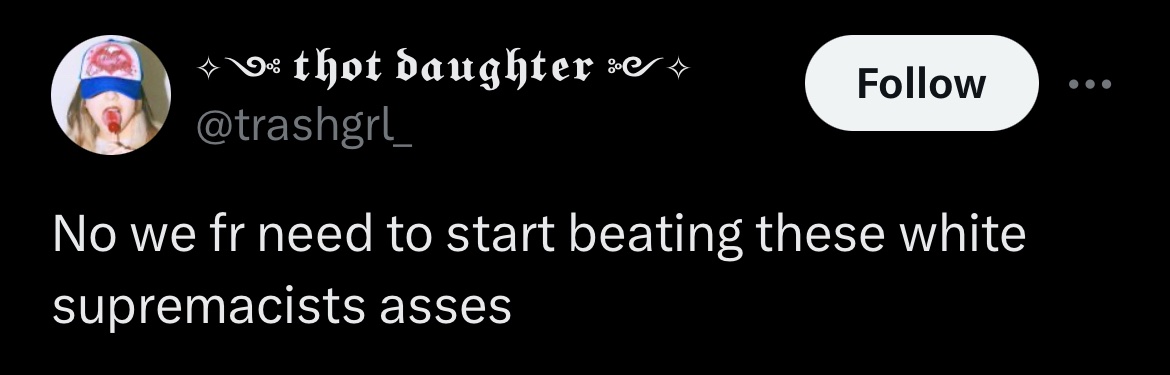 ✧༺ 𝖙𝖍𝖔𝖙 𝖉𝖆𝖚𝖌𝖍𝖙𝖊𝖗 ༻✧
Follow
@trashgrl_
No we fr need to start beating these white
supremacists asses